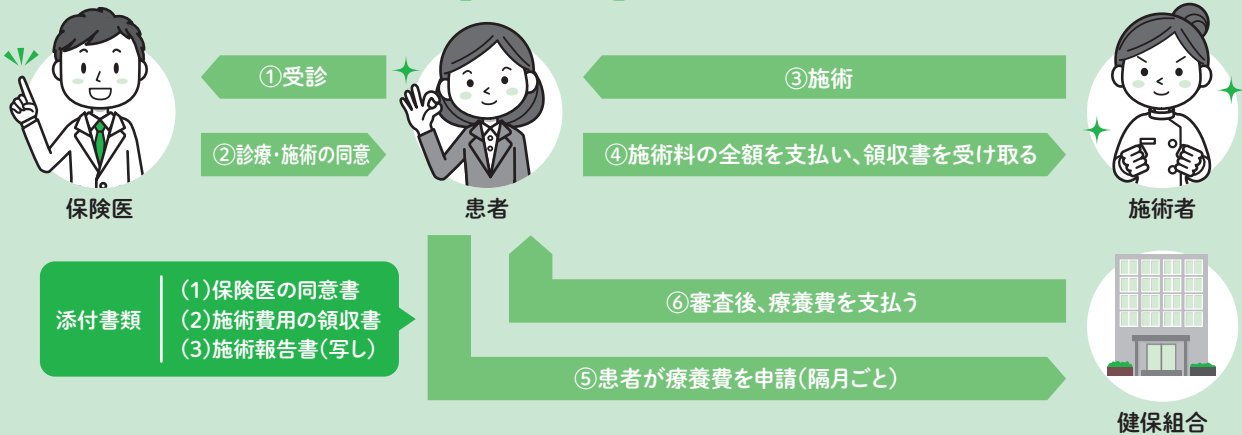 ①受診
③施術
②診療・施術の同意
④施術料の全額を支払い、領収書を受け取る
保険医
患者
施術者
添付書類
(1)保険医の同意書
(2)施術費用の領収書
(3)施術報告書(写し)
⑥審査後、療養費を支払う
⑤患者が療養費を申請(隔月ごと)
健保組合